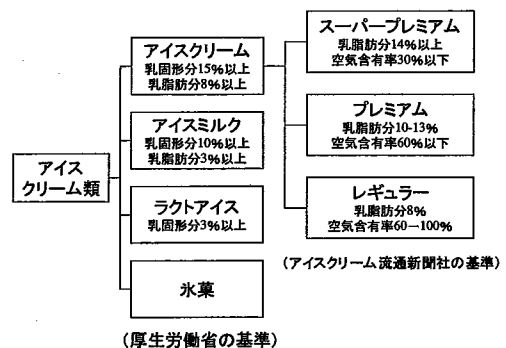 アイス
クリーム類
アイスクリーム
乳固形分15%以上
乳脂肪分8%以上
アイスミルク
乳固形分10%以上
乳脂肪分3%以上
ラクトアイス
乳固形分3%以上
氷菓
(厚生労働省の基準)
スーパープレミアム
乳脂肪分14%以上
空気含有率30%以下
プレミアム
乳脂肪分10-13%
空気含有率60%以下
レギュラー
乳脂肪分8%
空気含有率60−100%
(アイスクリーム流通新聞社の基準)